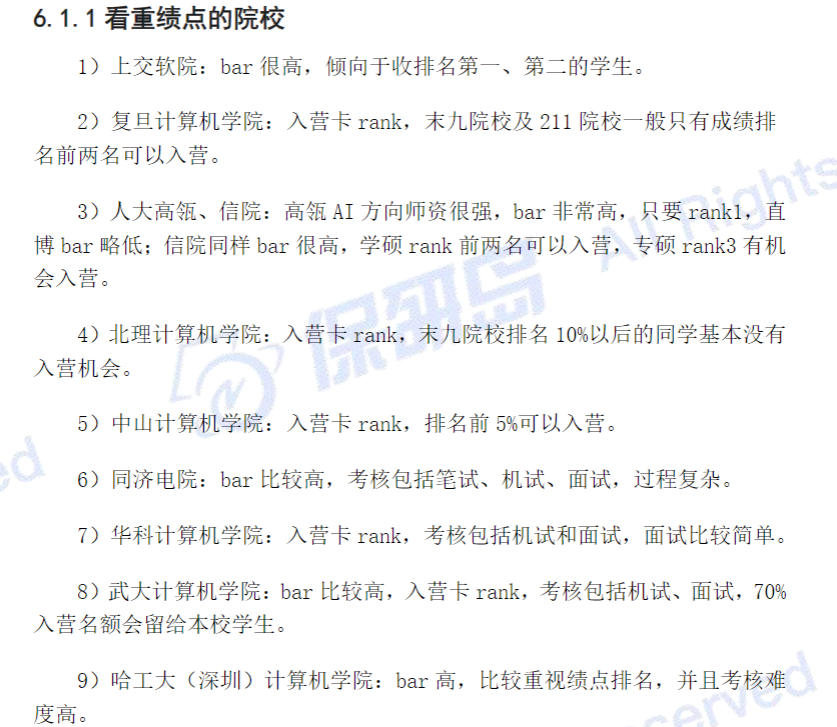 6.1.1 看重绩点的院校
1）上交软院：bar 很高，倾向于收排名第一、第二的学生。
2）复旦计算机学院：入营卡 rank，末九院校及 211 院校一般只有成绩排
名前两名可以入营。
3）人大高瓴、信院：高瓴 AI 方向师资很强，bar 非常高，只要 rank1，直
博 bar 略低；信院同样 bar 很高，学硕 rank 前两名可以入营，专硕 rank3 有机
会入营。
4）北理计算机学院：入营卡 rank，末九院校排名 10%以后的同学基本没有
入营机会。
5）中山计算机学院：入营卡 rank，排名前 5%可以入营。
6）同济电院：bar 比较高，考核包括笔试、机试、面试，过程复杂。
7）华科计算机学院：入营卡 rank，考核包括机试和面试，面试比较简单。
8）武大计算机学院：bar 比较高，入营卡 rank，考核包括机试、面试，70%
入营名额会留给本校学生。
9）哈工大（深圳）计算机学院：bar 高，比较重视绩点排名，并且考核难
度高。
保研岛
All Rights
ed
served